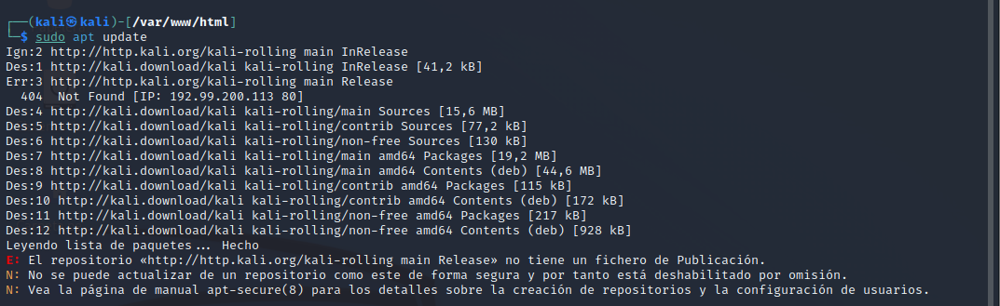 ┌──(kali㉿kali)-[/var/www/html]
└─$ sudo apt update
Ign:2 http://http.kali.org/kali-rolling main InRelease
Des:1 http://kali.download/kali kali-rolling InRelease [41,2 kB]
Err:3 http://http.kali.org/kali-rolling main Release
  404  Not Found [IP: 192.99.200.113 80]
Des:4 http://kali.download/kali kali-rolling/main Sources [15,6 MB]
Des:5 http://kali.download/kali kali-rolling/contrib Sources [77,2 kB]
Des:6 http://kali.download/kali kali-rolling/non-free Sources [130 kB]
Des:7 http://kali.download/kali kali-rolling/main amd64 Packages [19,2 MB]
Des:8 http://kali.download/kali kali-rolling/main amd64 Contents (deb) [44,6 MB]
Des:9 http://kali.download/kali kali-rolling/contrib amd64 Packages [115 kB]
Des:10 http://kali.download/kali kali-rolling/contrib amd64 Contents (deb) [172 kB]
Des:11 http://kali.download/kali kali-rolling/non-free amd64 Packages [217 kB]
Des:12 http://kali.download/kali kali-rolling/non-free amd64 Contents (deb) [928 kB]
Leyendo lista de paquetes... Hecho
E: El repositorio «http://http.kali.org/kali-rolling main Release» no tiene un fichero de Publicación.
N: No se puede actualizar de un repositorio como este de forma segura y por tanto está deshabilitado por omisión.
N: Vea la página de manual apt-secure(8) para los detalles sobre la creación de repositorios y la configuración de usuarios.